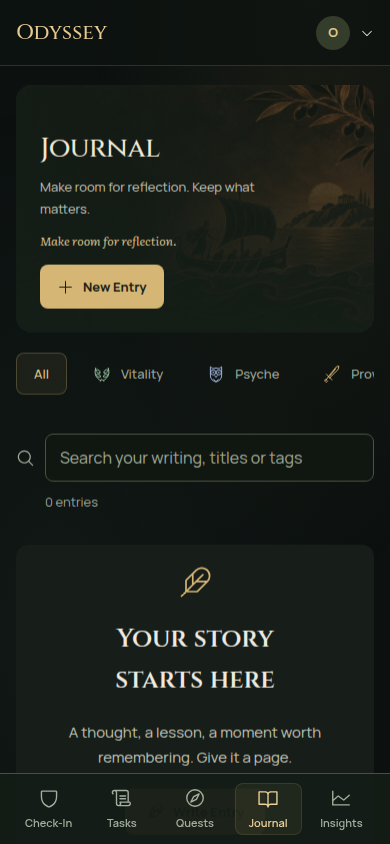 Odyssey
O
Journal
Make room for reflection. Keep what
matters.
Make room for reflection.
New Entry
All
Vitality
Psyche
Prov
Search your writing, titles or tags
0 entries
Your story
starts here
A thought, a lesson, a moment worth
remembering. Give it a page.
Check-In
Tasks
Quests
Journal
Insights